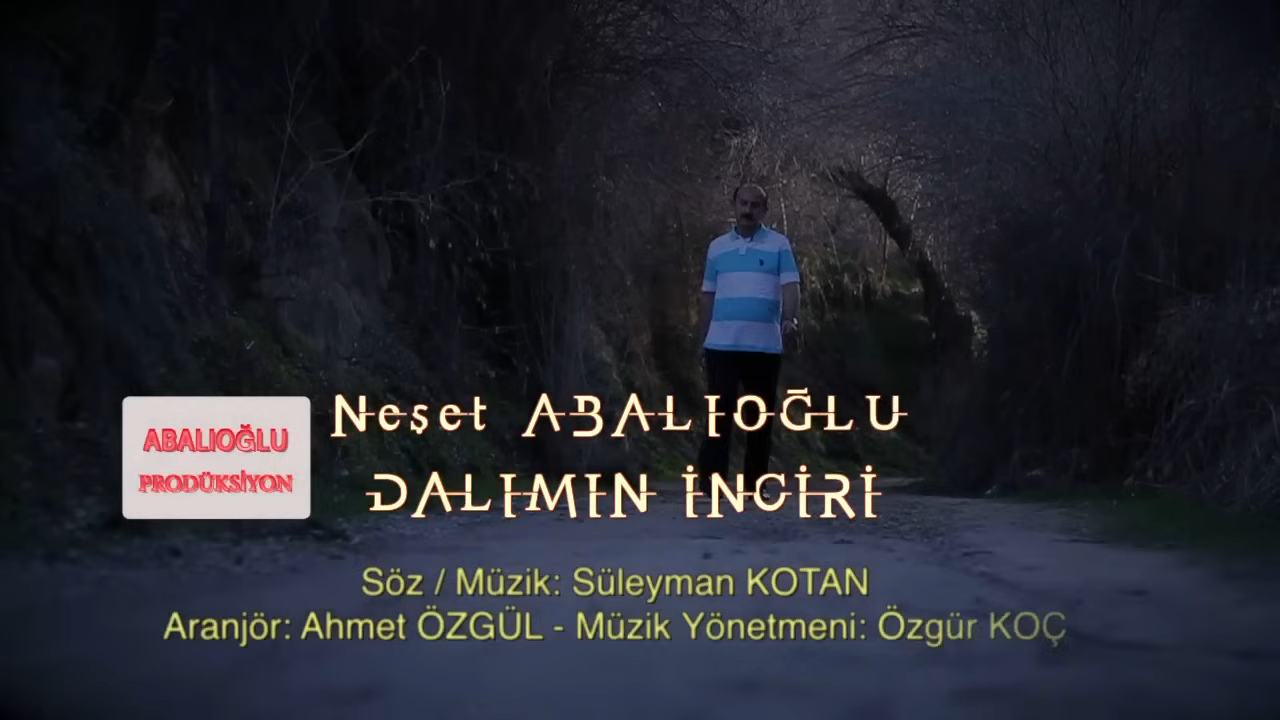 Neşet ABALIOĞLU
DALIMIN İNCİRİ
ABALIOĞLU
PRODÜKSİYON
Söz / Müzik: Süleyman KOTAN
Aranjör: Ahmet ÖZGÜL - Müzik Yönetmeni: Özgür KOÇ